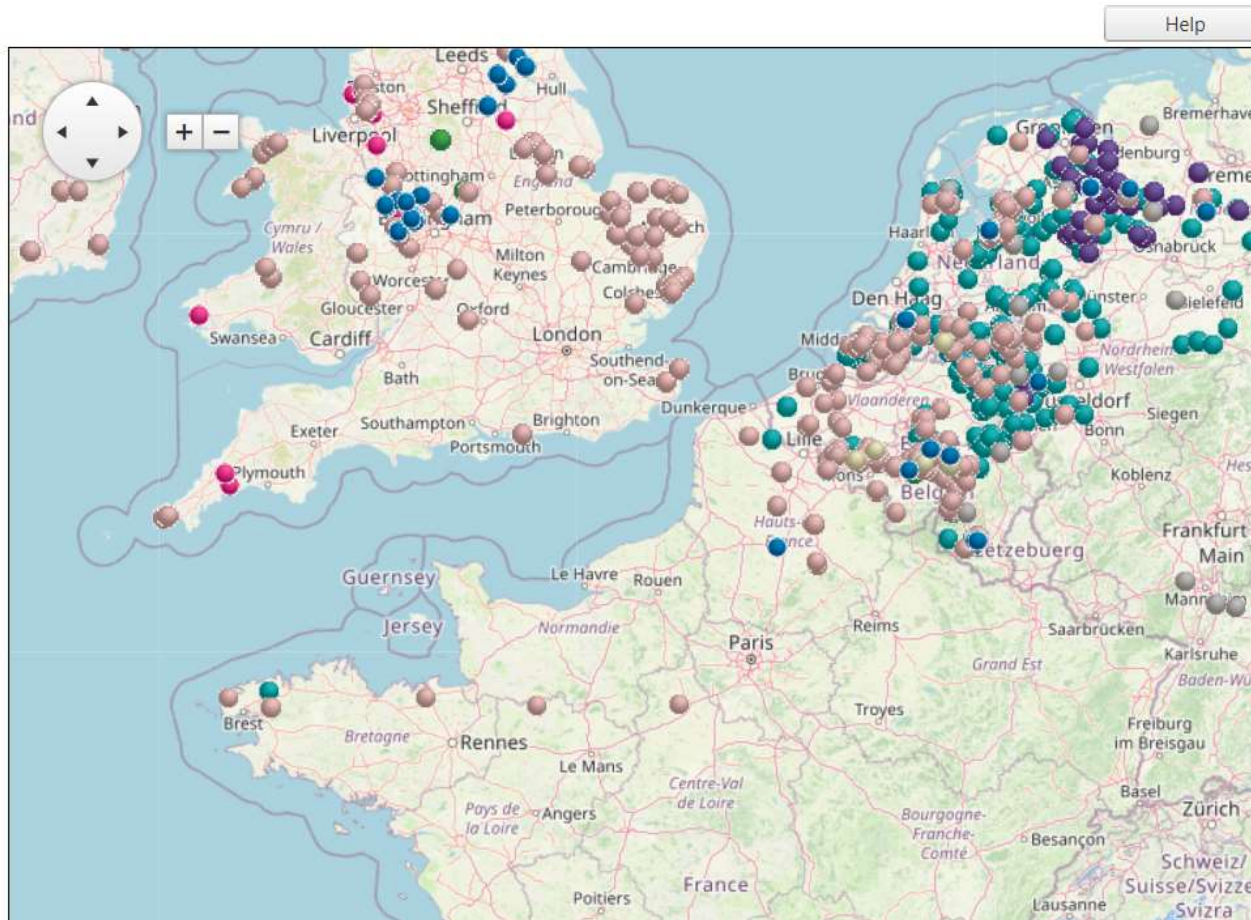 Help
Leeds
Hull
Sheffield
Liverpool
Nottingham
England
Peterborough
Cymru /
Wales
Milton
Keynes
Cambridge
Worcester
Gloucester
Oxford
Colchester
Swansea
Cardiff
London
Southend-
on-Sea
Bath
Southampton
Brighton
Portsmouth
Exeter
Plymouth
Dunkerque
Lille
Vlaanderen
Den Haag
Nederland
Bremerhaven
Osnabrück
Bielefeld
Nordrhein-
Westfalen
Siegen
Bonn
Koblenz
Frankfurt
Main
Lëtzebuerg
Hauts-
France
Guernsey
Jersey
Le Havre
Rouen
Normandie
Reims
Saarbrücken
Karlsruhe
Baden-Wü
Paris
Grand Est
Troyes
Brest
Bretagne
Rennes
Le Mans
Freiburg
im Breisgau
Basel
Zürich
Centre-Val
de Loire
Bourgogne-
Franche-
Comté
Besançon
Pays de
la Loire
Angers
Schweiz/
Suisse/Svizze
Svizra
France
Poitiers
Lausanne